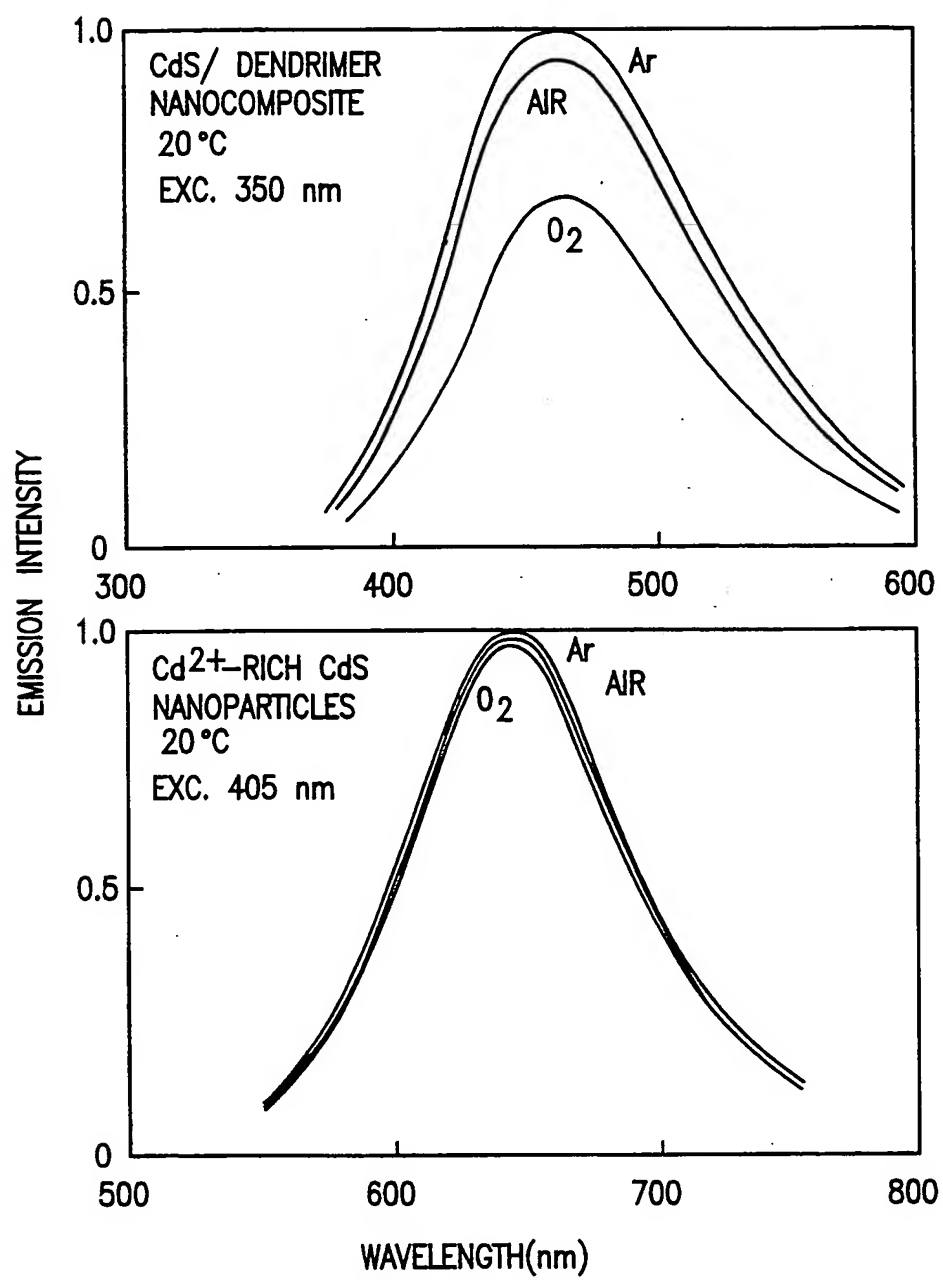 EMISSION INTENSITY
1.0
0.5
0
CdS/ DENDRIMER
NANOCOMPOSITE
20°C
EXC. 350 nm
Ar
AIR
O2
300 400 500 600
1.0
0.5
0
Cd2+-RICH CdS
NANOPARTICLES
20°C
EXC. 405 nm
Ar
AIR
O2
500 600 700 800
WAVELENGTH(nm)